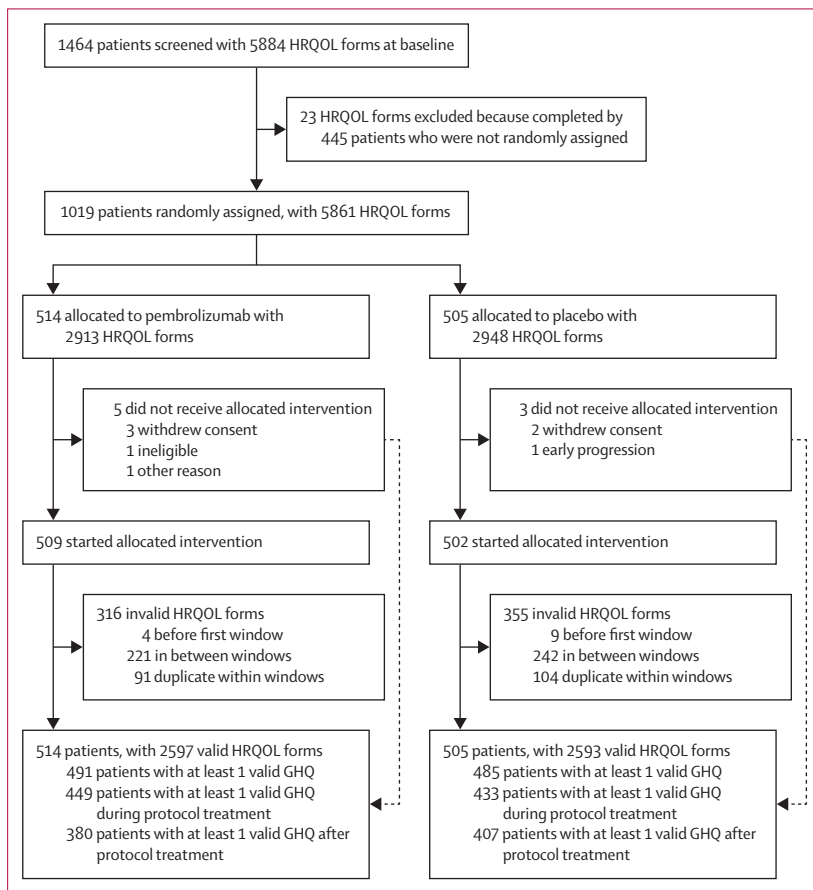 1464 patients screened with 5884 HRQOL forms at baseline
23 HRQOL forms excluded because completed by
445 patients who were not randomly assigned
1019 patients randomly assigned, with 5861 HRQOL forms
514 allocated to pembrolizumab with
2913 HRQOL forms
505 allocated to placebo with
2948 HRQOL forms
5 did not receive allocated intervention
3 withdrew consent
1 ineligible
1 other reason
3 did not receive allocated intervention
2 withdrew consent
1 early progression
509 started allocated intervention
502 started allocated intervention
316 invalid HRQOL forms
4 before first window
221 in between windows
91 duplicate within windows
355 invalid HRQOL forms
9 before first window
242 in between windows
104 duplicate within windows
514 patients, with 2597 valid HRQOL forms
491 patients with at least 1 valid GHQ
449 patients with at least 1 valid GHQ
during protocol treatment
380 patients with at least 1 valid GHQ after
protocol treatment
505 patients, with 2593 valid HRQOL forms
485 patients with at least 1 valid GHQ
433 patients with at least 1 valid GHQ
during protocol treatment
407 patients with at least 1 valid GHQ after
protocol treatment